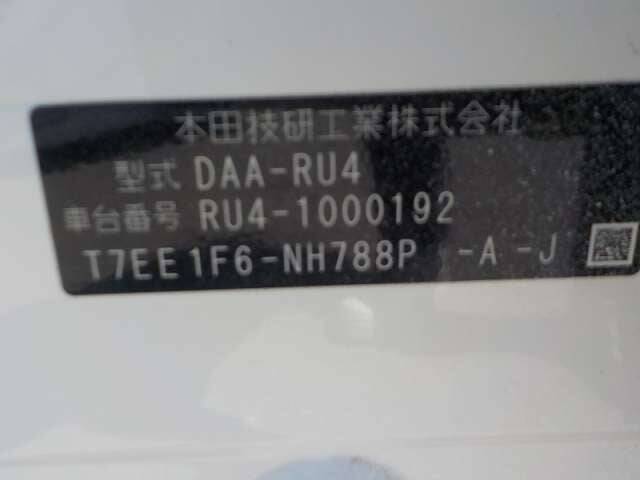 本田技研工業株式会社
型式 DAA-RU4
車台番号 RU4-1000192
T7EE1F6-NH788P -A-J